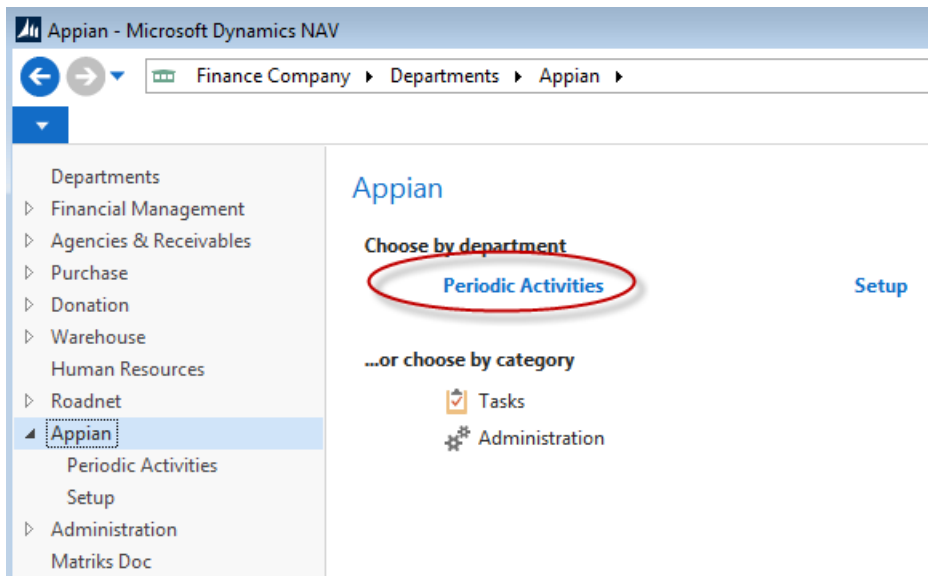 Appian - Microsoft Dynamics NAV
Finance Company Departments Appian
Departments
Financial Management
Agencies & Receivables
Purchase
Donation
Warehouse
Human Resources
Roadnet
Appian
Periodic Activities
Setup
Administration
Matriks Doc
Appian
Choose by department
Periodic Activities Setup
...or choose by category
Tasks
Administration